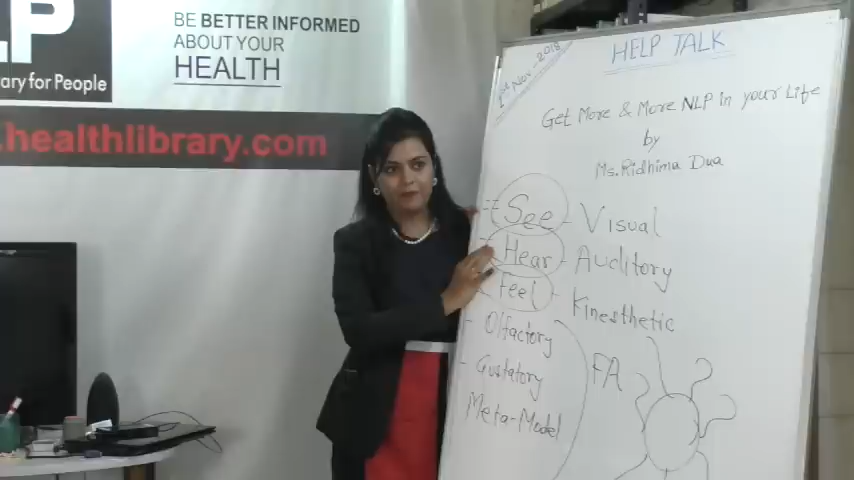 LP
ary for People
BE BETTER INFORMED
ABOUT YOUR
HEALTH
.healthlibrary.com
1st Nov-2018
HELP TALK
Get More & More NLP in your Life
by
Ms. Ridhima Dua
See - Visual
Hear - Auditory
Feel - Kinesthetic
- Olfactory
- Gustatory
FA
Meta-Model